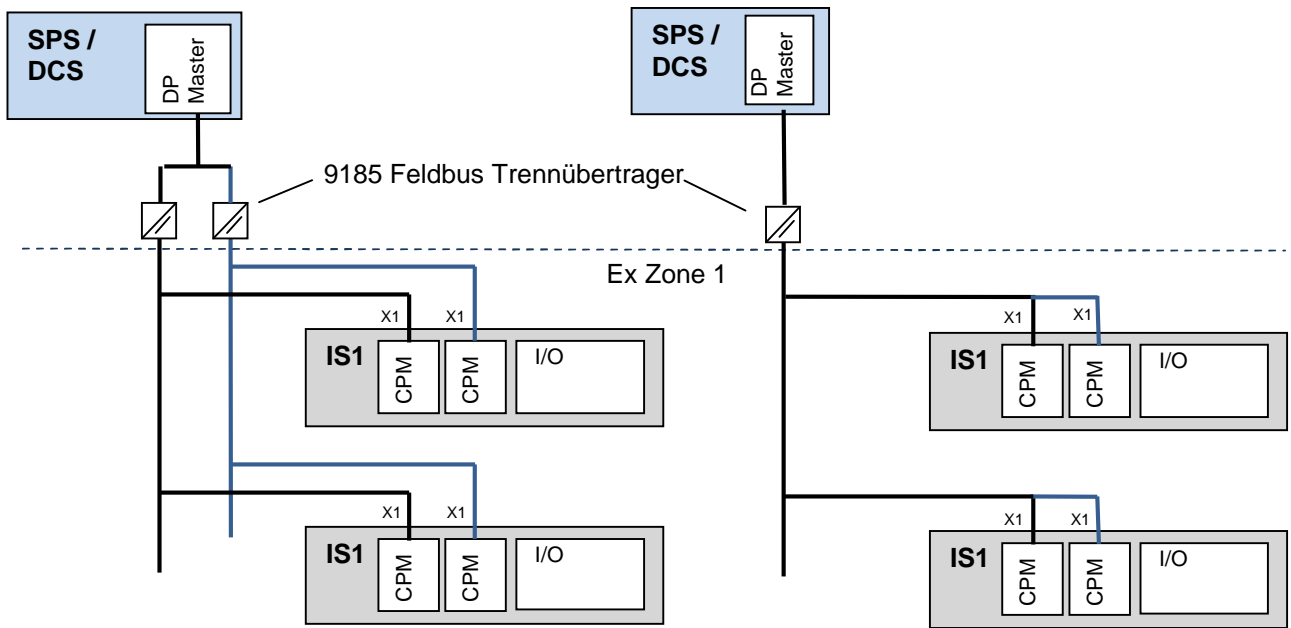 SPS /
DCS
DP
Master
SPS /
DCS
DP
Master
9185 Feldbus Trennübertrager
Ex Zone 1
X1
X1
IS1
CPM
CPM
I/O
X1
X1
IS1
CPM
CPM
I/O
X1
X1
IS1
CPM
CPM
I/O
X1
X1
IS1
CPM
CPM
I/O